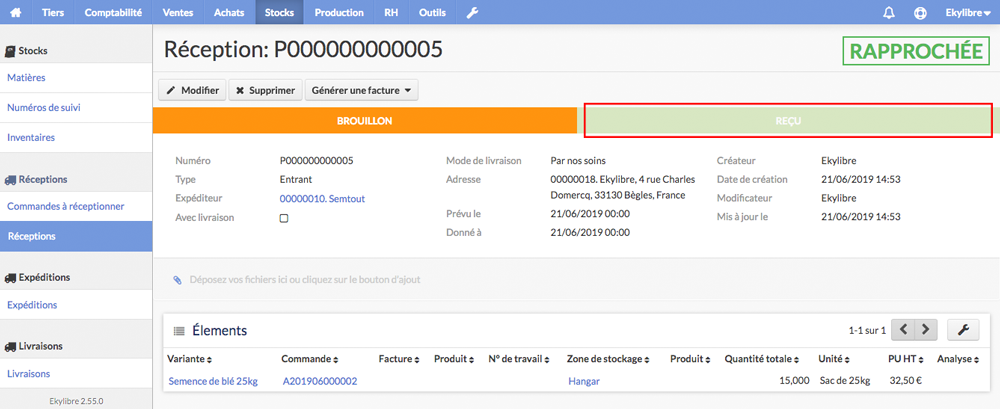 Tiers Comptabilité Ventes Achats Stocks Production RH Outils Ekylibre
Stocks
Matières
Numéros de suivi
Inventaires
Réceptions
Commandes à réceptionner
Réceptions
Expéditions
Expéditions
Livraisons
Livraisons
Ekylibre 2.55.0
Réception: P000000000005
RAPPROCHÉE
Modifier Supprimer Générer une facture
BROUILLON REÇU
Numéro P000000000005
Type Entrant
Expéditeur 00000010. Semtout
Avec livraison
Mode de livraison Par nos soins
Adresse 00000018. Ekylibre, 4 rue Charles
Domercq, 33130 Bègles, France
Prévu le 21/06/2019 00:00
Donné à 21/06/2019 00:00
Créateur Ekylibre
Date de création 21/06/2019 14:53
Modificateur Ekylibre
Mis à jour le 21/06/2019 14:53
Déposez vos fichiers ici ou cliquez sur le bouton d'ajout
Élements 1-1 sur 1
Variante Commande Facture Produit N° de travail Zone de stockage Produit Quantité totale Unité PU HT Analyse
Semence de blé 25kg A201906000002 Hangar 15,000 Sac de 25kg 32,50 €